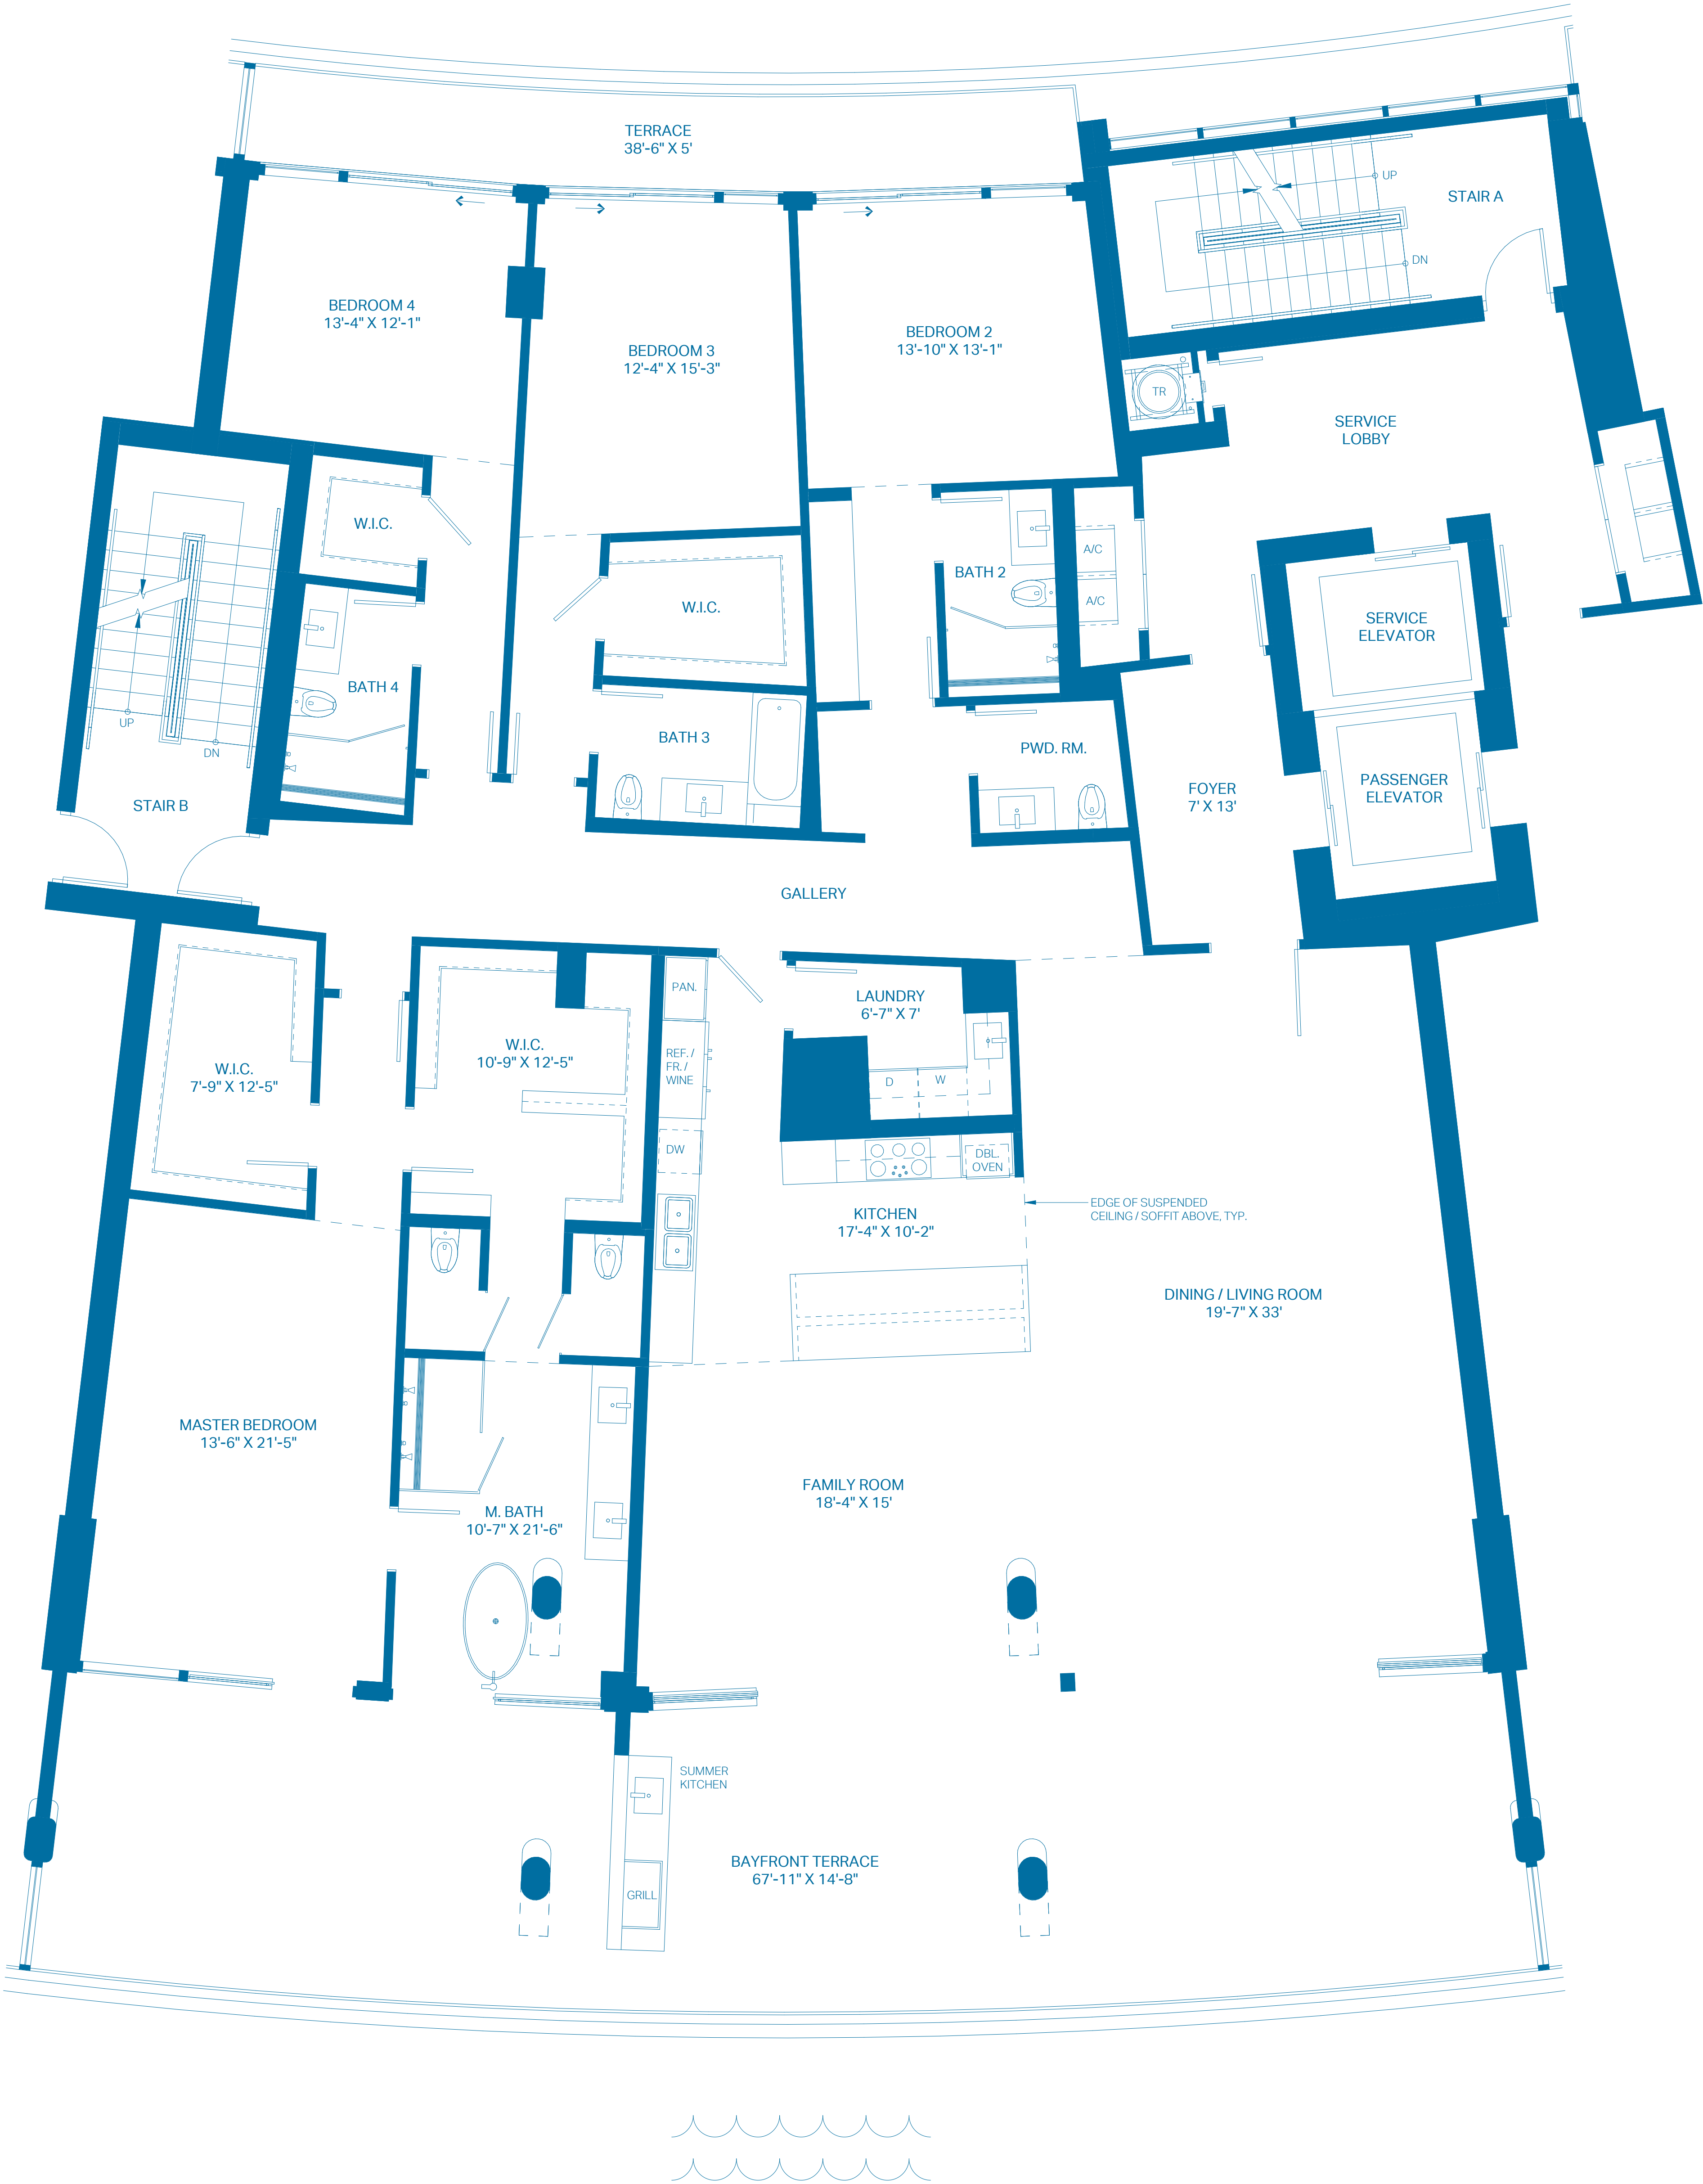 TERRACE
38'-6" X 5'
UP
STAIR A
DN
BEDROOM 4
13'-4" X 12'-1"
BEDROOM 3
12'-4" X 15'-3"
BEDROOM 2
13'-10" X 13'-1"
TR
SERVICE
LOBBY
W.I.C.
A/C
BATH 2
A/C
W.I.C.
SERVICE
ELEVATOR
BATH 4
UP
DN
BATH 3
PWD. RM.
STAIR B
FOYER
7' X 13'
PASSENGER
ELEVATOR
GALLERY
PAN.
LAUNDRY
6'-7" X 7'
W.I.C.
10'-9" X 12'-5"
REF. /
FR. /
WINE
W.I.C.
7'-9" X 12'-5"
D
W
DW
DBL.
OVEN
KITCHEN
17'-4" X 10'-2"
EDGE OF SUSPENDED
CEILING / SOFFIT ABOVE, TYP.
DINING / LIVING ROOM
19'-7" X 33'
MASTER BEDROOM
13'-6" X 21'-5"
FAMILY ROOM
18'-4" X 15'
M. BATH
10'-7" X 21'-6"
SUMMER
KITCHEN
BAYFRONT TERRACE
67'-11" X 14'-8"
GRILL